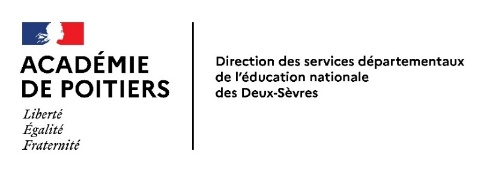 ACADÉMIE
DE POITIERS
Liberté
Égalité
Fraternité
Direction des services départementaux
de l'éducation nationale
des Deux-Sèvres